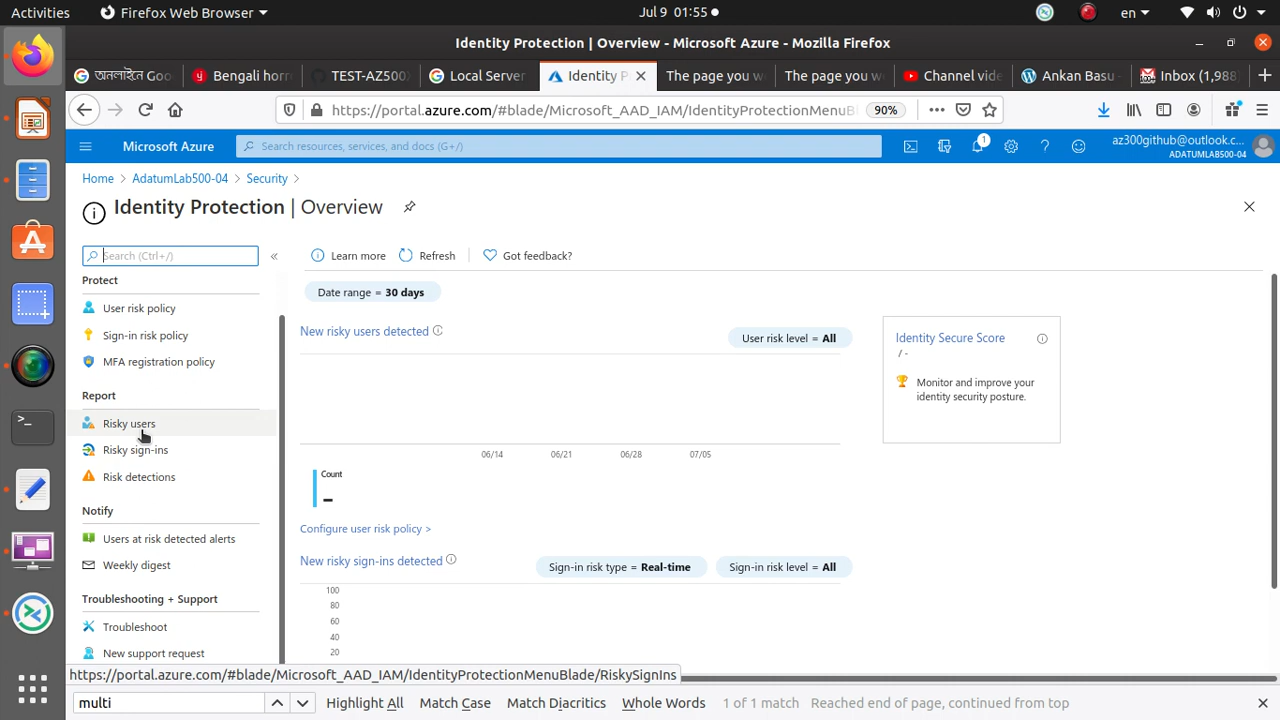 Activities
Firefox Web Browser
Jul 9 01:55
en
Identity Protection | Overview - Microsoft Azure - Mozilla Firefox
অনলাইন Goo
Bengali horr
TEST-AZ500
Local Server
Identity P
The page you w
The page you w
Channel vide
Ankan Basu
Inbox (1,988
https://portal.azure.com/#blade/Microsoft_AAD_IAM/IdentityProtectionMenuBl
90%
Microsoft Azure
Search resources, services, and docs (G+/)
1
az300github@outlook.c...
ADATUMLAB500-04
Home > AdatumLab500-04 > Security >
Identity Protection | Overview
Search (Ctrl+/)
«
Learn more
Refresh
Got feedback?
Protect
User risk policy
Sign-in risk policy
MFA registration policy
Report
Risky users
Risky sign-ins
Risk detections
Notify
Users at risk detected alerts
Weekly digest
Troubleshooting + Support
Troubleshoot
New support request
Date range = 30 days
New risky users detected
User risk level = All
06/14 06/21 06/28 07/05
Count
–
Configure user risk policy >
New risky sign-ins detected
Sign-in risk type = Real-time
Sign-in risk level = All
100
80
60
40
20
Identity Secure Score
/ -
Monitor and improve your
identity security posture.
https://portal.azure.com/#blade/Microsoft_AAD_IAM/IdentityProtectionMenuBlade/RiskySignIns
multi
Highlight All
Match Case
Match Diacritics
Whole Words
1 of 1 match
Reached end of page, continued from top